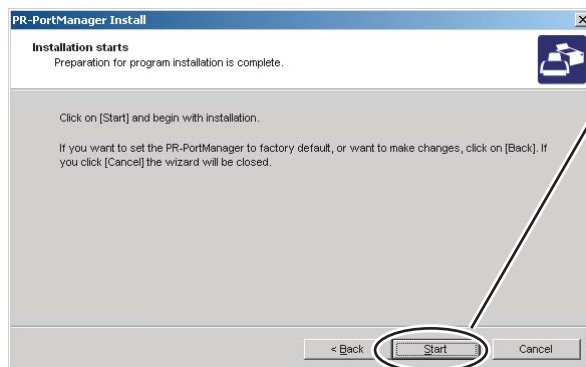 PR-PortManager Install
Installation starts
Preparation for program installation is complete.
Click on [Start] and begin with installation.
If you want to set the PR-PortManager to factory default, or want to make changes, click on [Back]. If
you click [Cancel] the wizard will be closed.
< Back Start Cancel